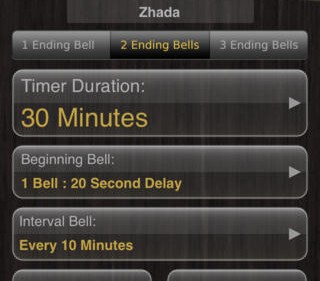 Zhada
1 Ending Bell 2 Ending Bells 3 Ending Bells
Timer Duration:
30 Minutes
Beginning Bell:
1 Bell : 20 Second Delay
Interval Bell:
Every 10 Minutes